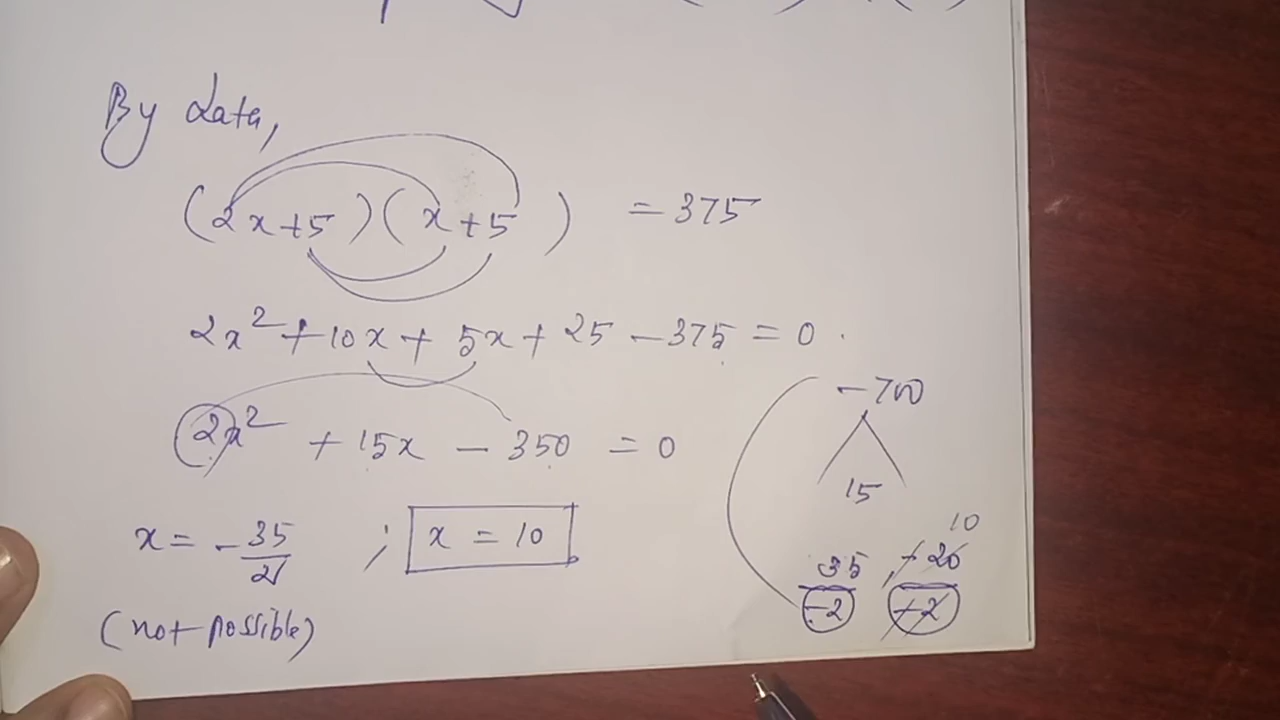 By data,
(2x+5)(x+5) = 375
2x² + 10x + 5x + 25 - 375 = 0.
2x² + 15x - 350 = 0
-700
15
x = -35/2 ; x = 10
10
35/-2 , -20/-2
(not possible)